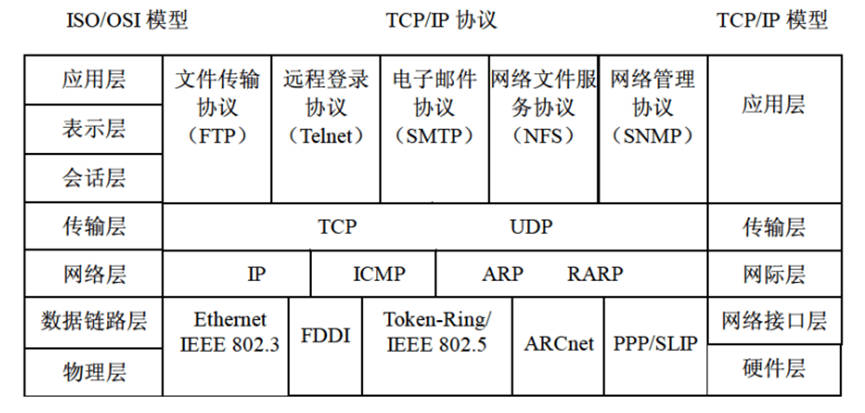 ISO/OSI 模型 TCP/IP 协议 TCP/IP 模型
应用层
表示层
会话层
文件传输
协议
（FTP）
远程登录
协议
（Telnet）
电子邮件
协议
（SMTP）
网络文件服
务协议
（NFS）
网络管理
协议
（SNMP）
应用层
传输层 TCP UDP 传输层
网络层 IP ICMP ARP RARP 网际层
数据链路层
物理层
Ethernet
IEEE 802.3
FDDI
Token-Ring/
IEEE 802.5
ARCnet
PPP/SLIP
网络接口层
硬件层